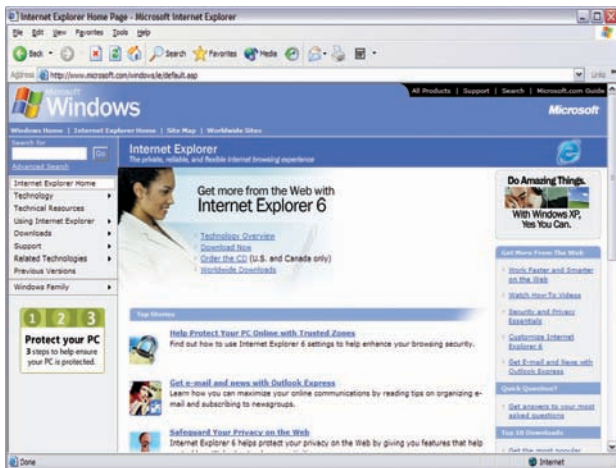 Internet Explorer Home Page - Microsoft Internet Explorer
File Edit View Favorites Tools Help
Back Search Favorites Media
Address http://www.microsoft.com/windows/ie/default.asp Links »
All Products | Support | Search | Microsoft.com Guide
Microsoft
Windows
Microsoft
Windows Home | Internet Explorer Home | Site Map | Worldwide Sites
Search for
Go
Advanced Search
Internet Explorer Home
Technology
Technical Resources
Using Internet Explorer
Downloads
Support
Related Technologies
Previous Versions
Windows Family
1 2 3
Protect your PC
3 steps to help ensure
your PC is protected.
Internet Explorer
The private, reliable, and flexible Internet browsing experience
Get more from the Web with
Internet Explorer 6
Technology Overview
Download Now
Order the CD (U.S. and Canada only)
Worldwide Downloads
Top Stories
Help Protect Your PC Online with Trusted Zones
Find out how to use Internet Explorer 6 settings to help enhance your browsing security.
Get e-mail and news with Outlook Express
Learn how you can maximize your online communications by reading tips on organizing e-
mail and subscribing to newsgroups.
Safeguard Your Privacy on the Web
Internet Explorer 6 helps protect your privacy on the Web by giving you features that help
Do Amazing Things.
With Windows XP,
Yes You Can.
Get More From The Web
Work Faster and Smarter
on the Web
Watch How-To Videos
Security and Privacy
Essentials
Customize Internet
Explorer 6
Get E-mail and News with
Outlook Express
Quick Question?
Get answers to your most
asked questions
Top 10 Downloads
Get the most popular
Done
Internet